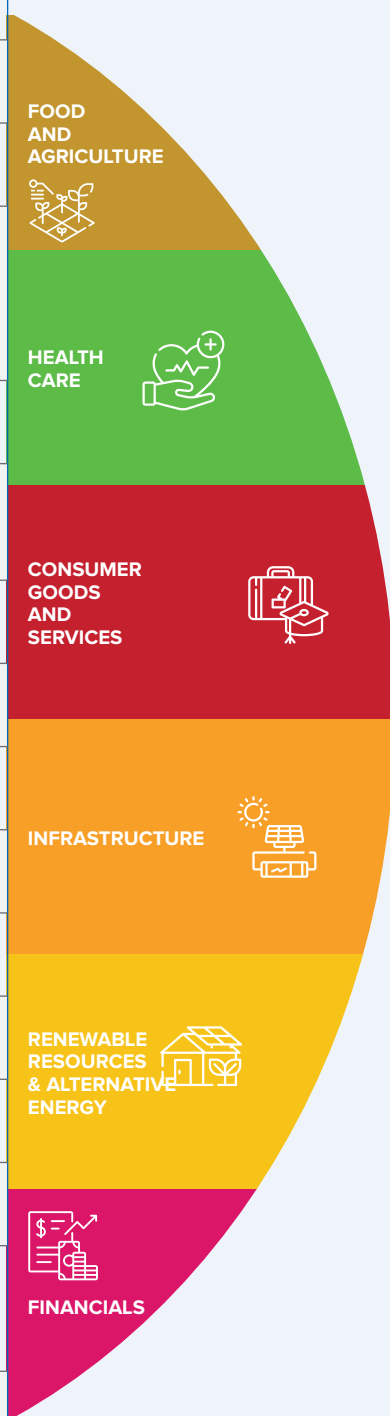 FOOD
AND
AGRICULTURE
HEALTH
CARE
CONSUMER
GOODS
AND
SERVICES
INFRASTRUCTURE
RENEWABLE
RESOURCES
& ALTERNATIVE
ENERGY
$
FINANCIALS